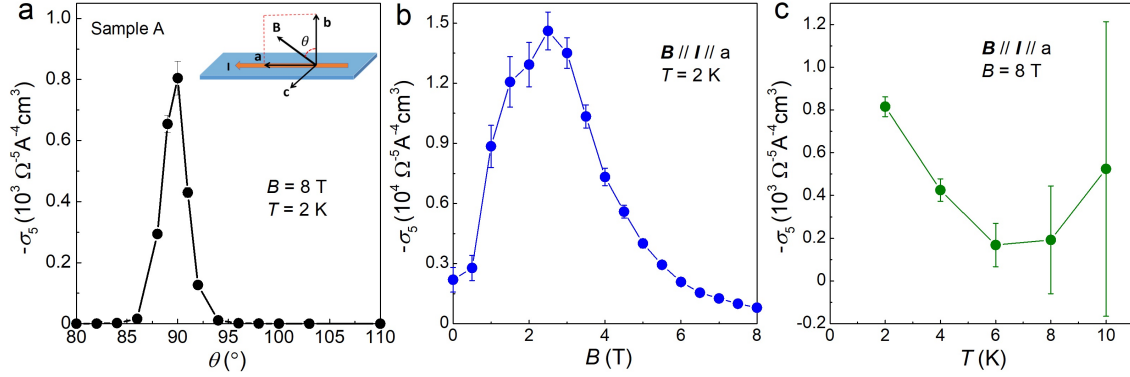 a
Sample A
B
b
θ
a
I
c
B = 8 T
T = 2 K
-σ₅ (10³ Ω⁻⁵A⁻⁴cm³)
1.0
0.8
0.6
0.4
0.2
0
80 85 90 95 100 105 110
θ (°)
b
B // I // a
T = 2 K
-σ₅ (10⁴ Ω⁻⁵A⁻⁴cm³)
1.5
1.2
0.9
0.6
0.3
0 2 4 6 8
B (T)
c
B // I // a
B = 8 T
-σ₅ (10³ Ω⁻⁵A⁻⁴cm³)
1.2
1.0
0.8
0.6
0.4
0.2
0
-0.2
2 4 6 8 10
T (K)